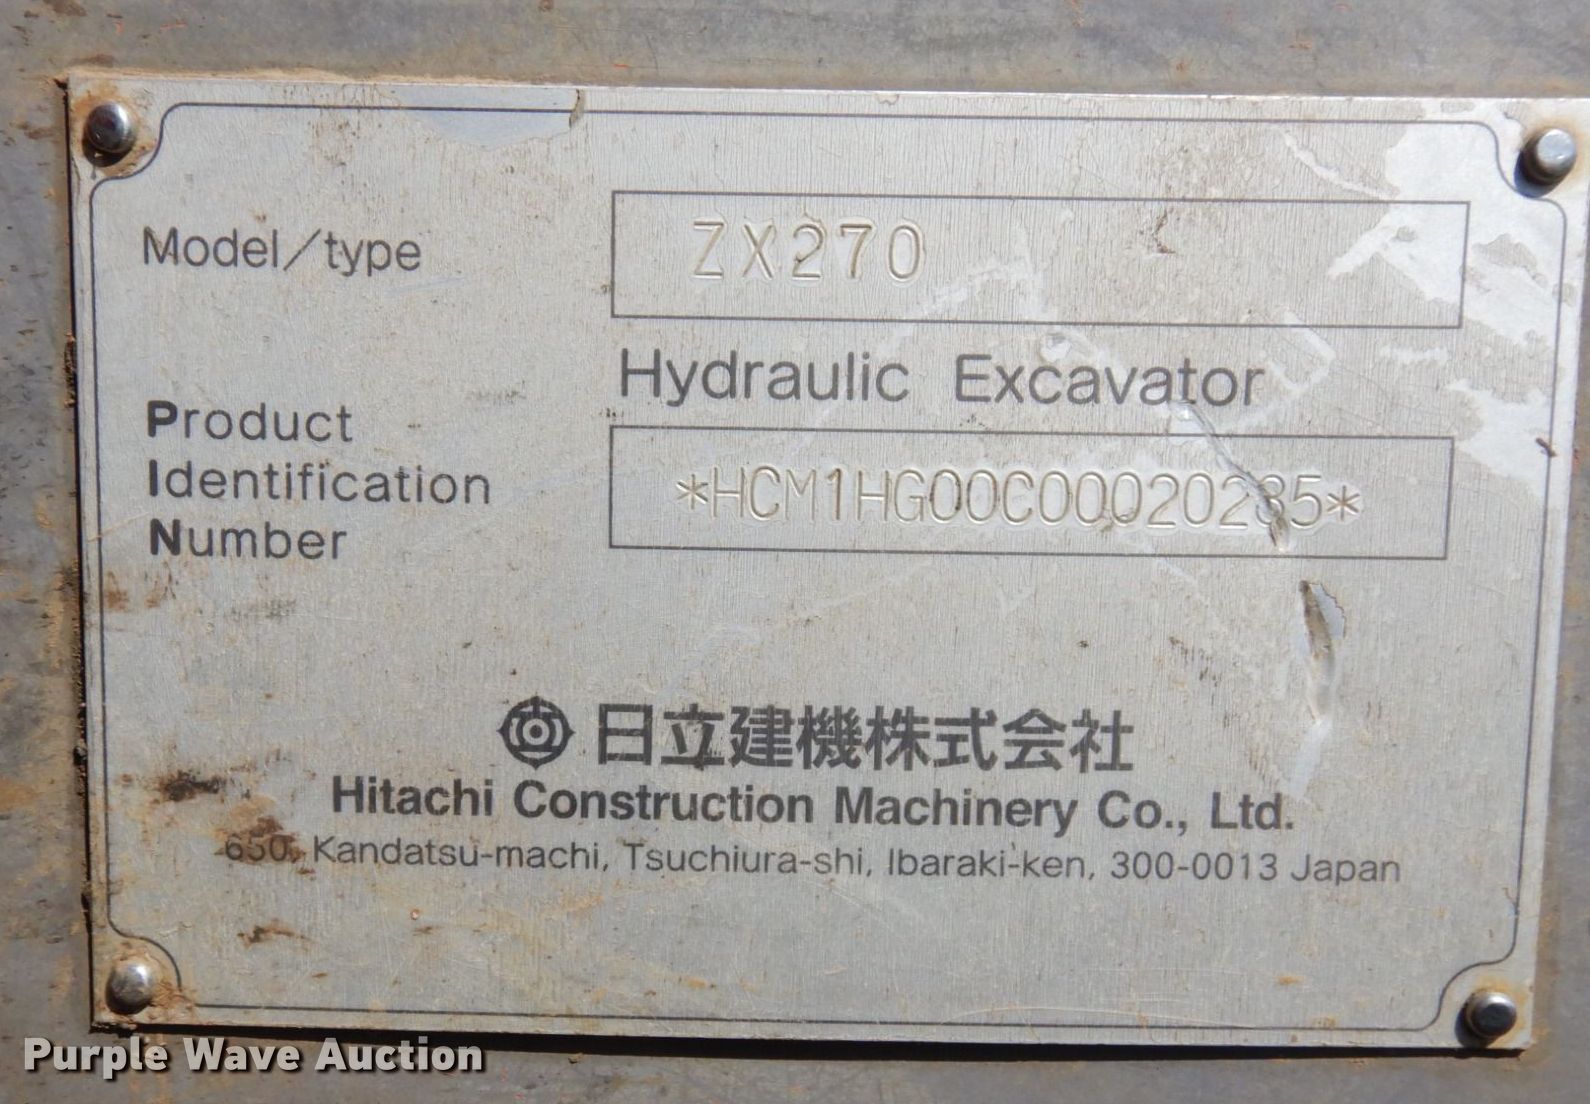 Model/type
ZX270
Hydraulic Excavator
Product
Identification
Number
*HCM1HG00C00020235*
日立建機株式会社
Hitachi Construction Machinery Co., Ltd.
650, Kandatsu-machi, Tsuchiura-shi, Ibaraki-ken, 300-0013 Japan
Purple Wave Auction